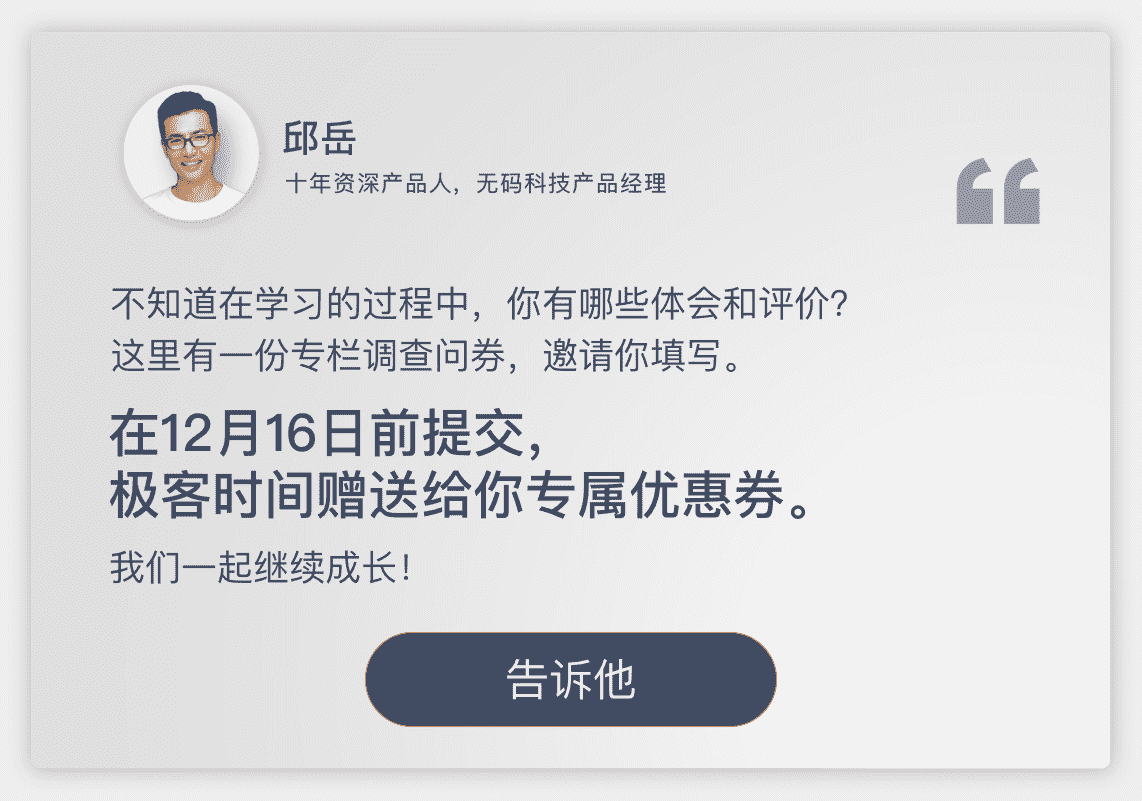 邱岳
十年资深产品人，无码科技产品经理
不知道在学习的过程中，你有哪些体会和评价？
这里有一份专栏调查问券，邀请你填写。
在12月16日前提交，
极客时间赠送给你专属优惠券。
我们一起继续成长！
告诉他